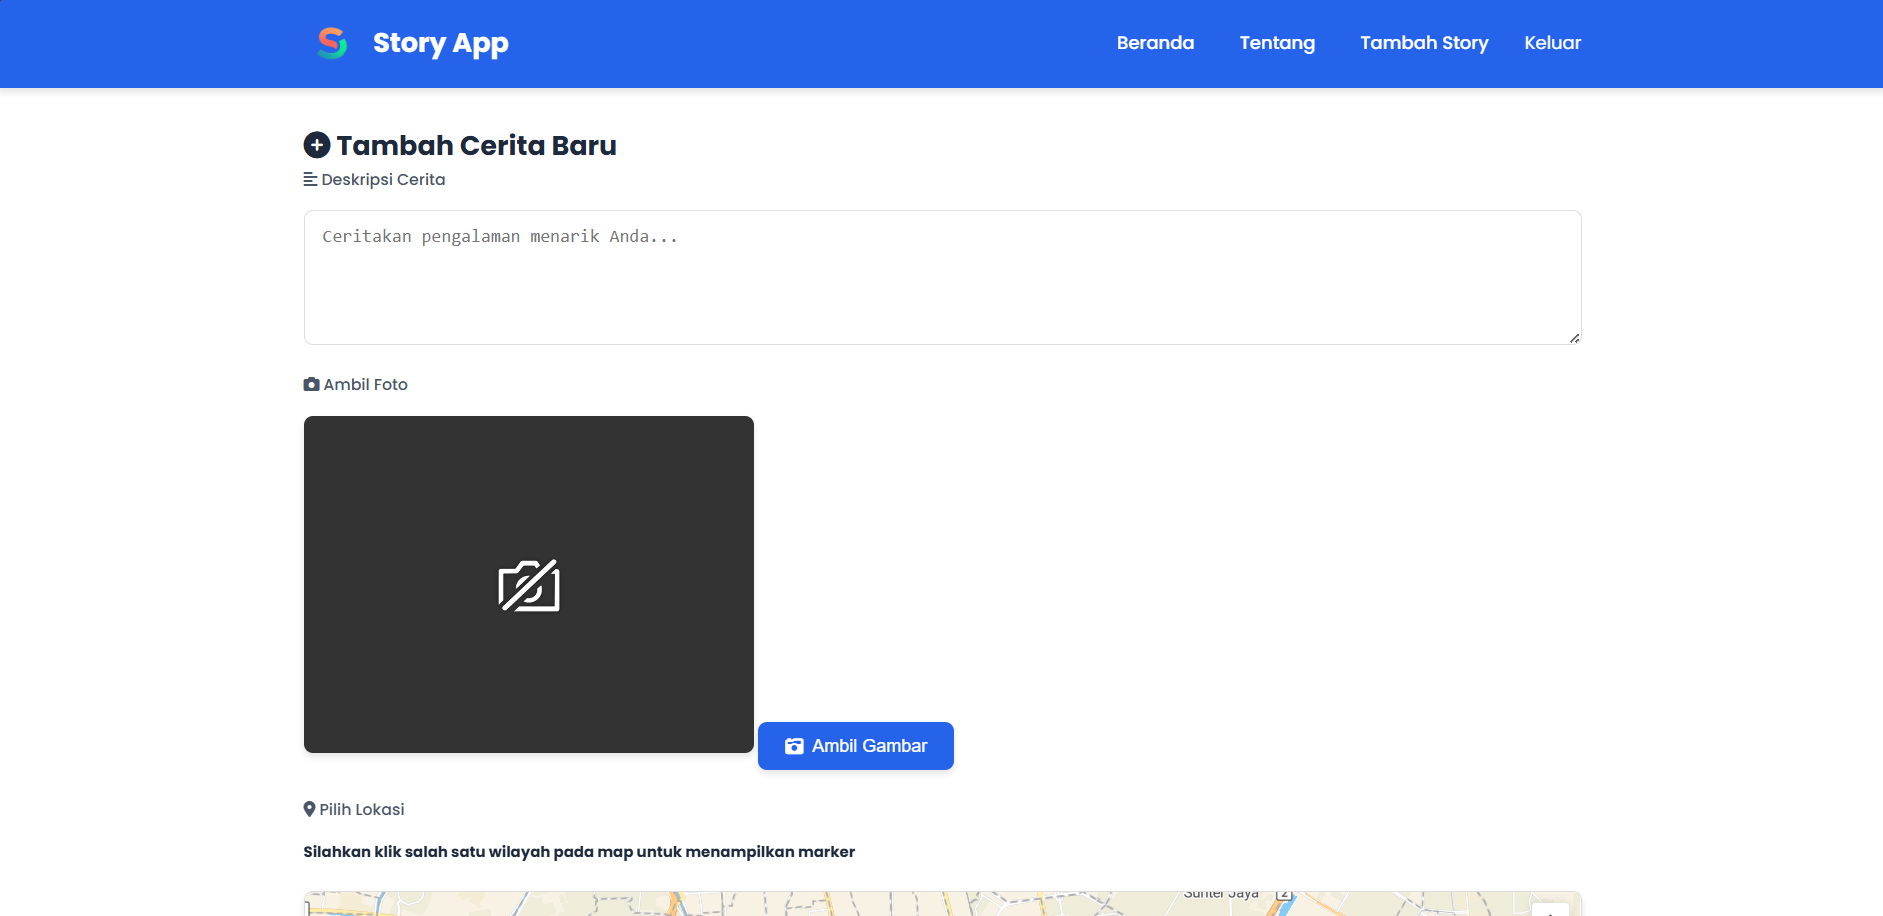 Story App
Beranda Tentang Tambah Story Keluar
Tambah Cerita Baru
Deskripsi Cerita
Ceritakan pengalaman menarik Anda...
Ambil Foto
Ambil Gambar
Pilih Lokasi
Silahkan klik salah satu wilayah pada map untuk menampilkan marker
Sunter Jaya 2